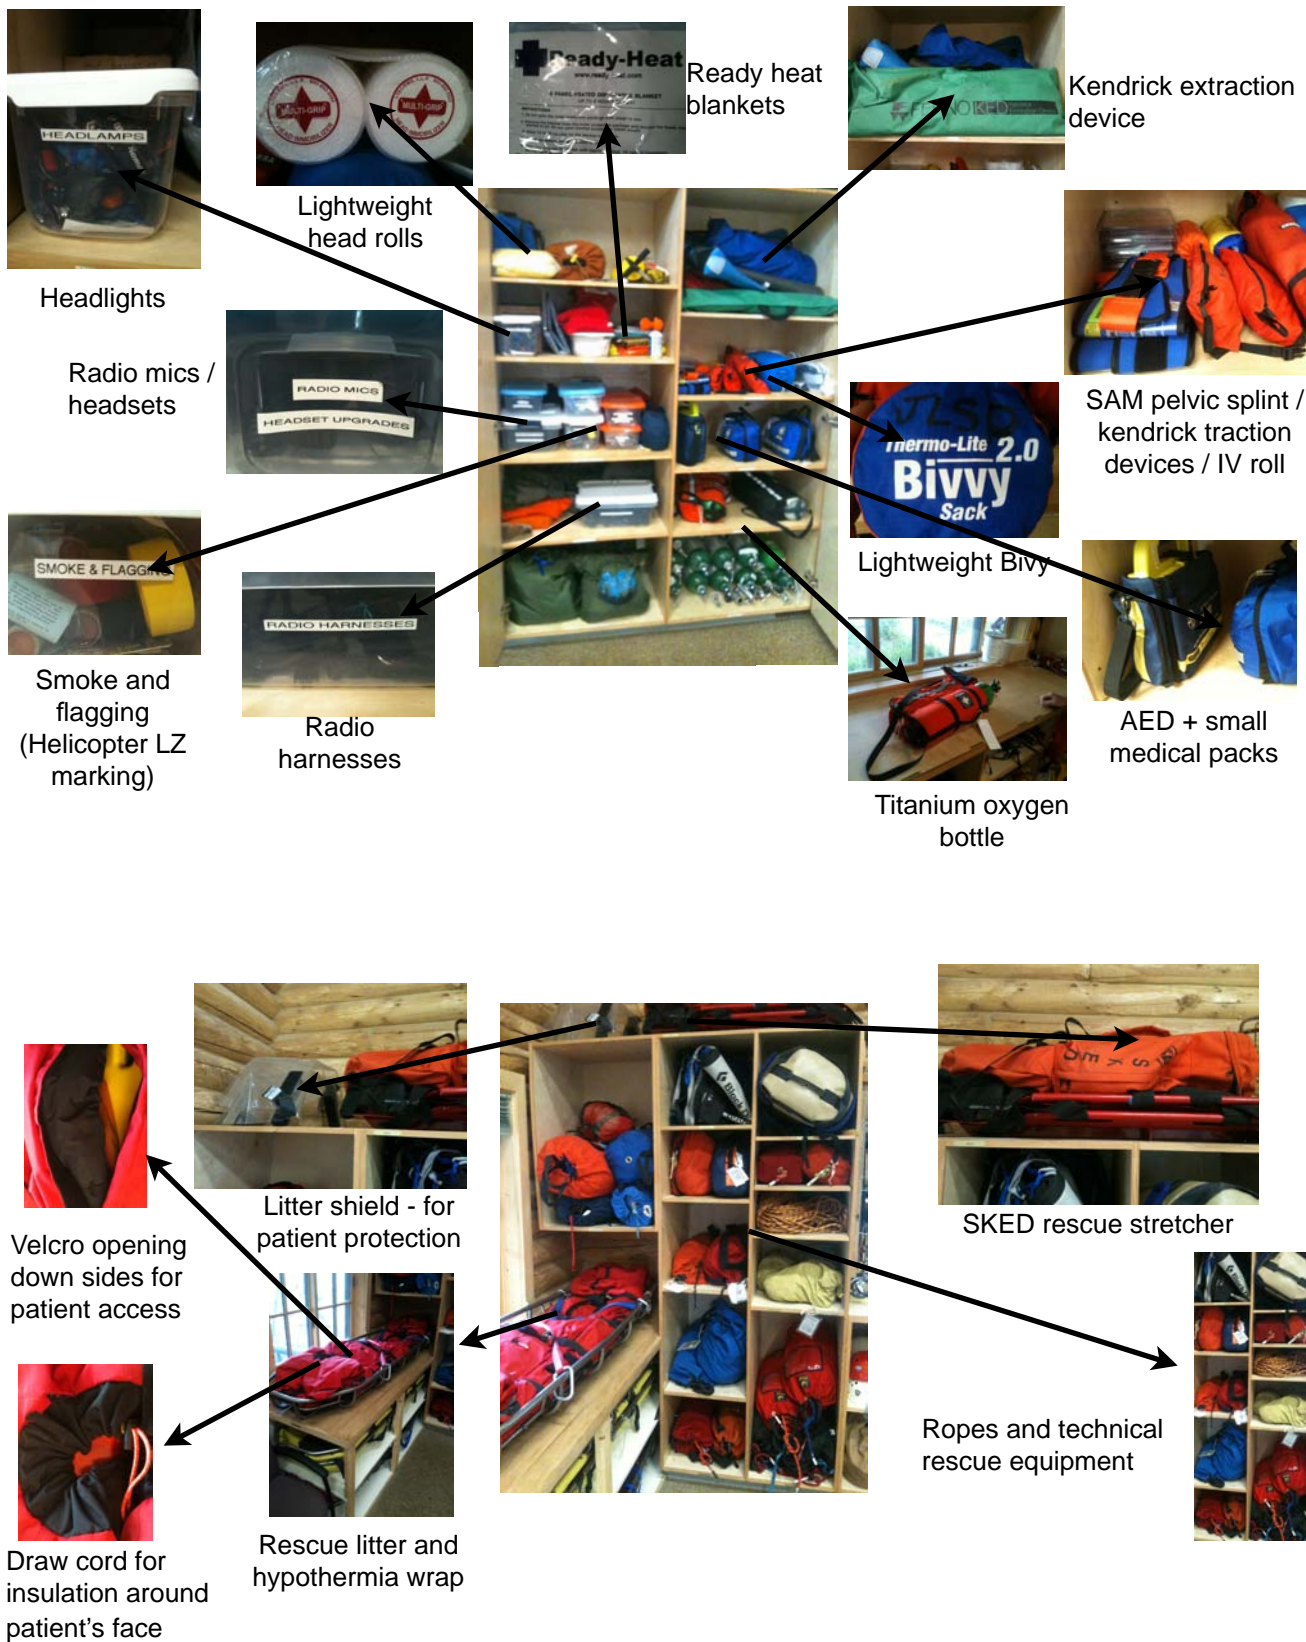 HEADLAMPS
Headlights
MULTI-GRIP
HEAD IMMOBILIZER
MULTI-GRIP
Lightweight
head rolls
Ready-Heat
Ready heat
blankets
KED
Kendrick extraction
device
Radio mics /
headsets
RADIO MICS
HEADSET UPGRADES
SAM pelvic splint /
kendrick traction
devices / IV roll
Thermo-Lite 2.0
Bivvy
Sack
Lightweight Bivy
SMOKE & FLAGGING
Smoke and
flagging
(Helicopter LZ
marking)
RADIO HARNESSES
Radio
harnesses
AED + small
medical packs
Titanium oxygen
bottle
Litter shield - for
patient protection
SKED
SKED rescue stretcher
Velcro opening
down sides for
patient access
Ropes and technical
rescue equipment
Draw cord for
insulation around
patient's face
Rescue litter and
hypothermia wrap